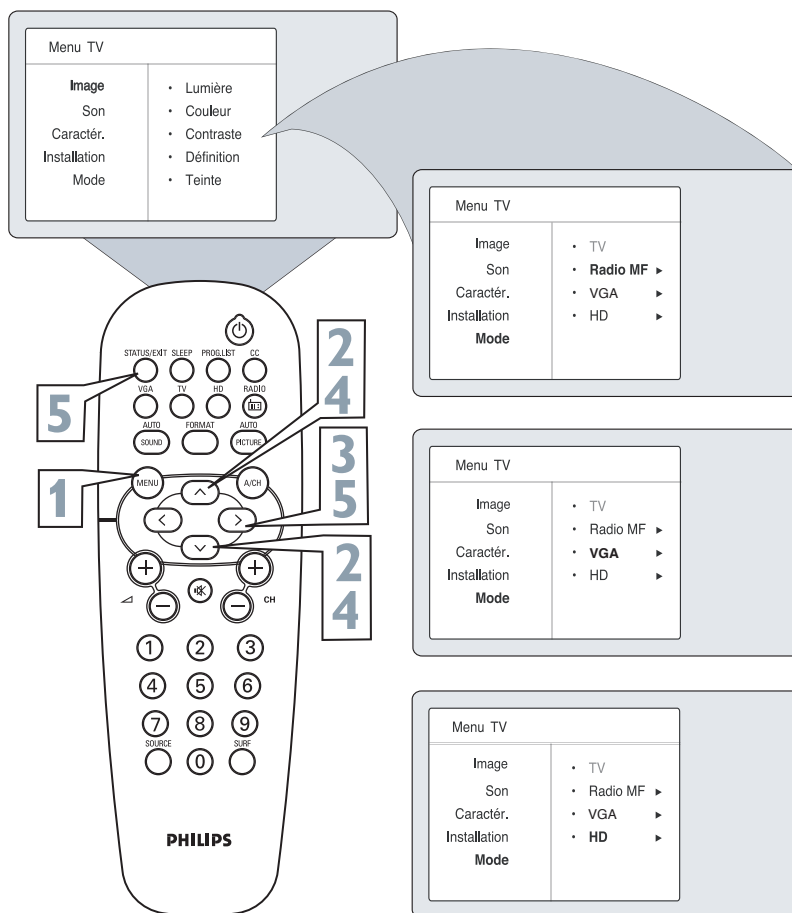 Menu TV
Image
Son
Caractér.
Installation
Mode
• Lumière
• Couleur
• Contraste
• Définition
• Teinte
Menu TV
Image
Son
Caractér.
Installation
Mode
• TV
• Radio MF ►
• VGA ►
• HD ►
Menu TV
Image
Son
Caractér.
Installation
Mode
• TV
• Radio MF ►
• VGA ►
• HD ►
Menu TV
Image
Son
Caractér.
Installation
Mode
• TV
• Radio MF ►
• VGA ►
• HD ►
STATUS/EXIT SLEEP PROG.LIST CC
VGA TV HD RADIO
AUTO FORMAT AUTO
SOUND PICTURE
MENU A/CH
CH
1 2 3
4 5 6
7 8 9
SOURCE 0 SURF
PHILIPS
5
1
2
4
3
5
2
4